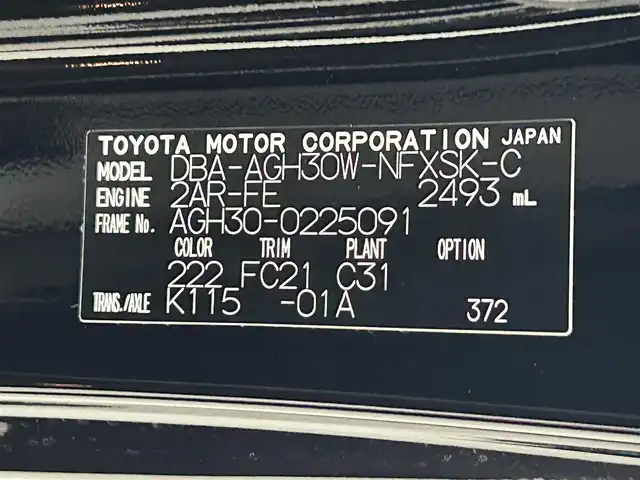 TOYOTA MOTOR CORPORATION JAPAN
MODEL DBA-AGH30W-NFXSK-C
ENGINE 2AR-FE 2493 mL
FRAME No. AGH30-0225091
COLOR TRIM PLANT OPTION
222 FC21 C31
TRANS./AXLE K115 -01A 372